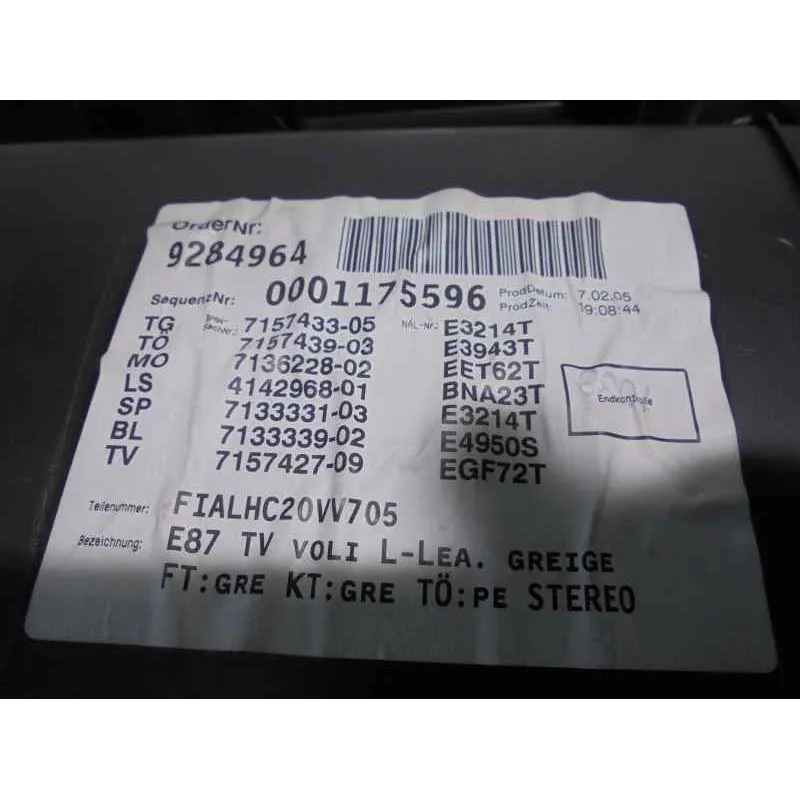 OrderNr:
9284964
SequenzNr: 0001175596 ProdDatum: 7.02.05
ProdZeit: 19:08:44
TG 7157433-05 NAL-Nr.: E3214T
TÖ 7157439-03 E3943T
MO 7136228-02 EET62T
LS 4142968-01 BNA23T
SP 7133331-03 E3214T
BL 7133339-02 E4950S
TV 7157427-09 EGF72T
Endkontrolle
Teilenummer: FIALHC20VV705
Bezeichnung: E87 TV VOLI L-LEA. GREIGE
FT:GRE KT:GRE TÖ:PE STEREO